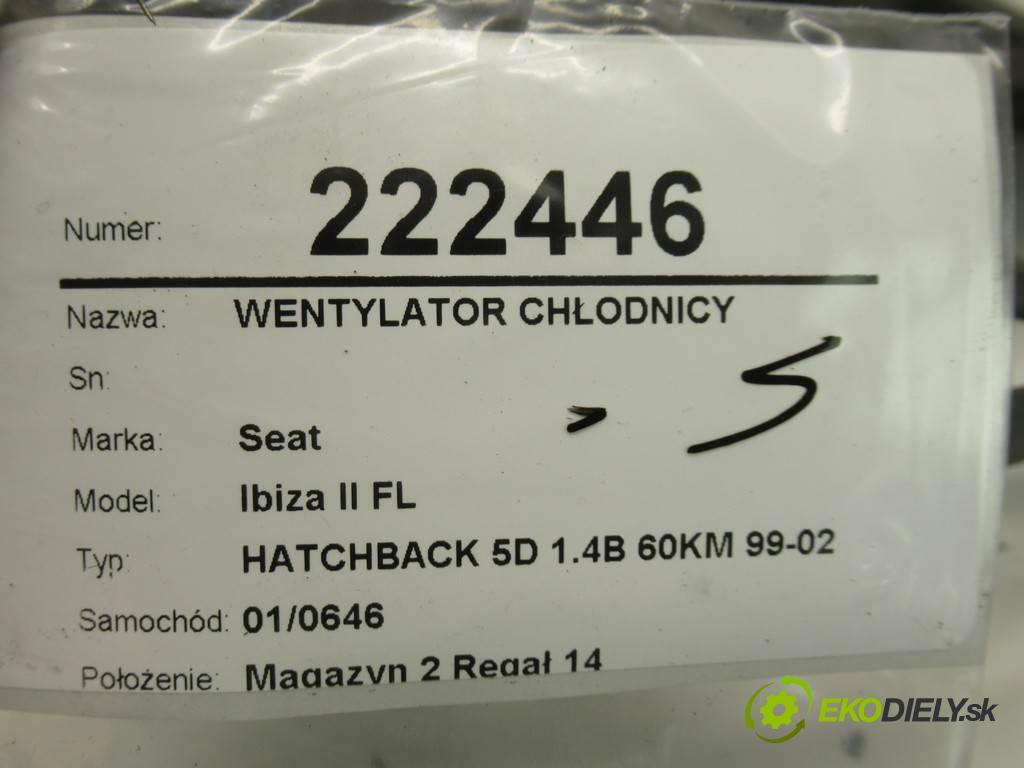 Numer: 222446
Nazwa: WENTYLATOR CHŁODNICY
Sn:
Marka: Seat
Model: Ibiza II FL
Typ: HATCHBACK 5D 1.4B 60KM 99-02
Samochód: 01/0646
Położenie: Magazyn 2 Regał 14
EKODIELY.sk